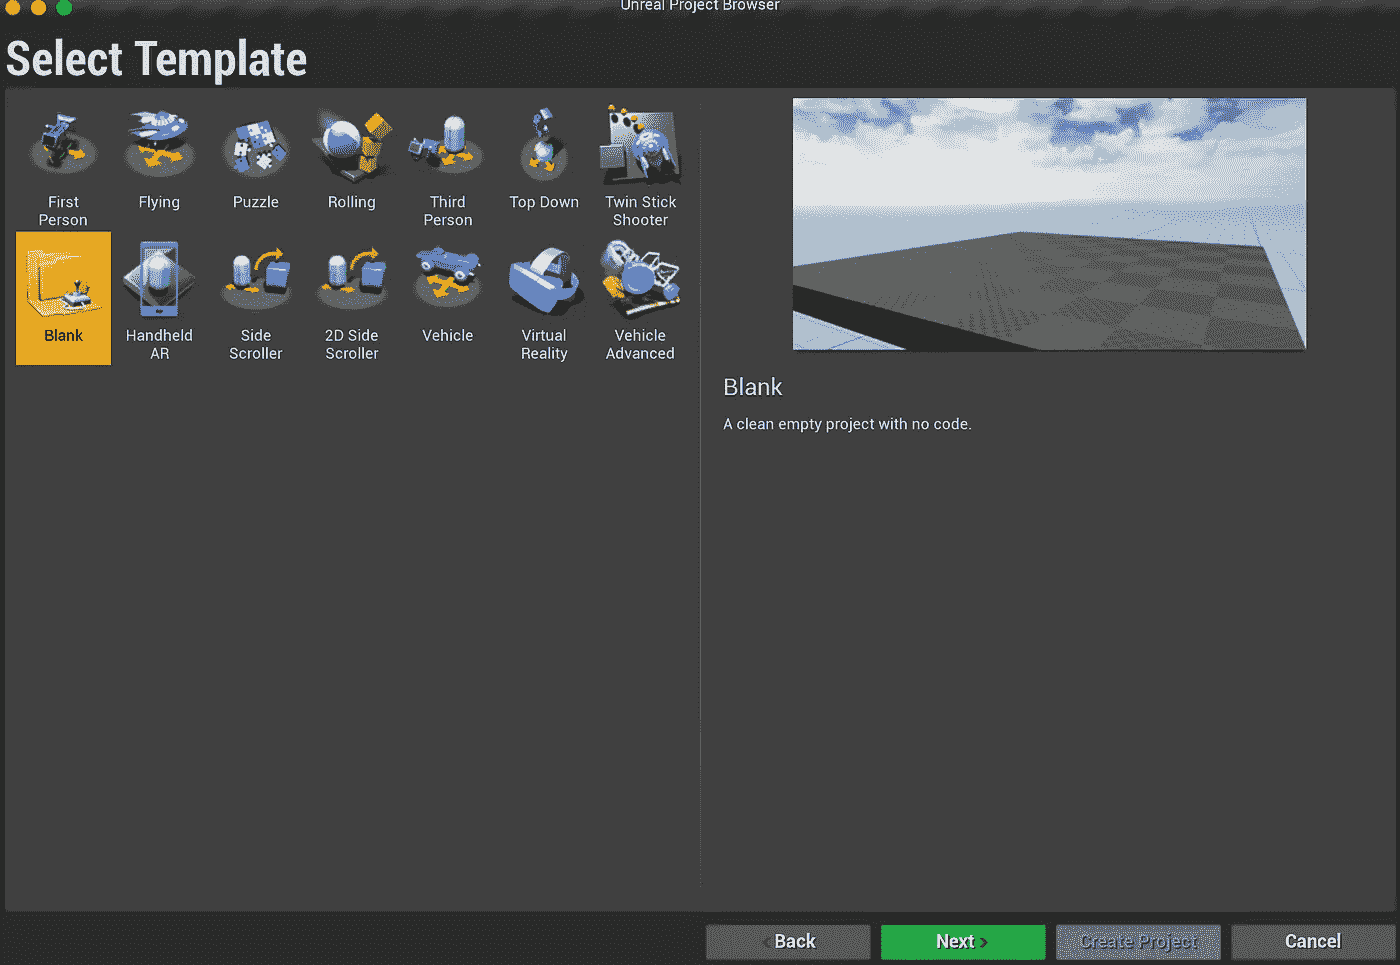 Unreal Project Browser
Select Template
First
Person
Flying
Puzzle
Rolling
Third
Person
Top Down
Twin Stick
Shooter
Blank
Handheld
AR
Side
Scroller
2D Side
Scroller
Vehicle
Virtual
Reality
Vehicle
Advanced
Blank
A clean empty project with no code.
< Back
Next >
Create Project
Cancel